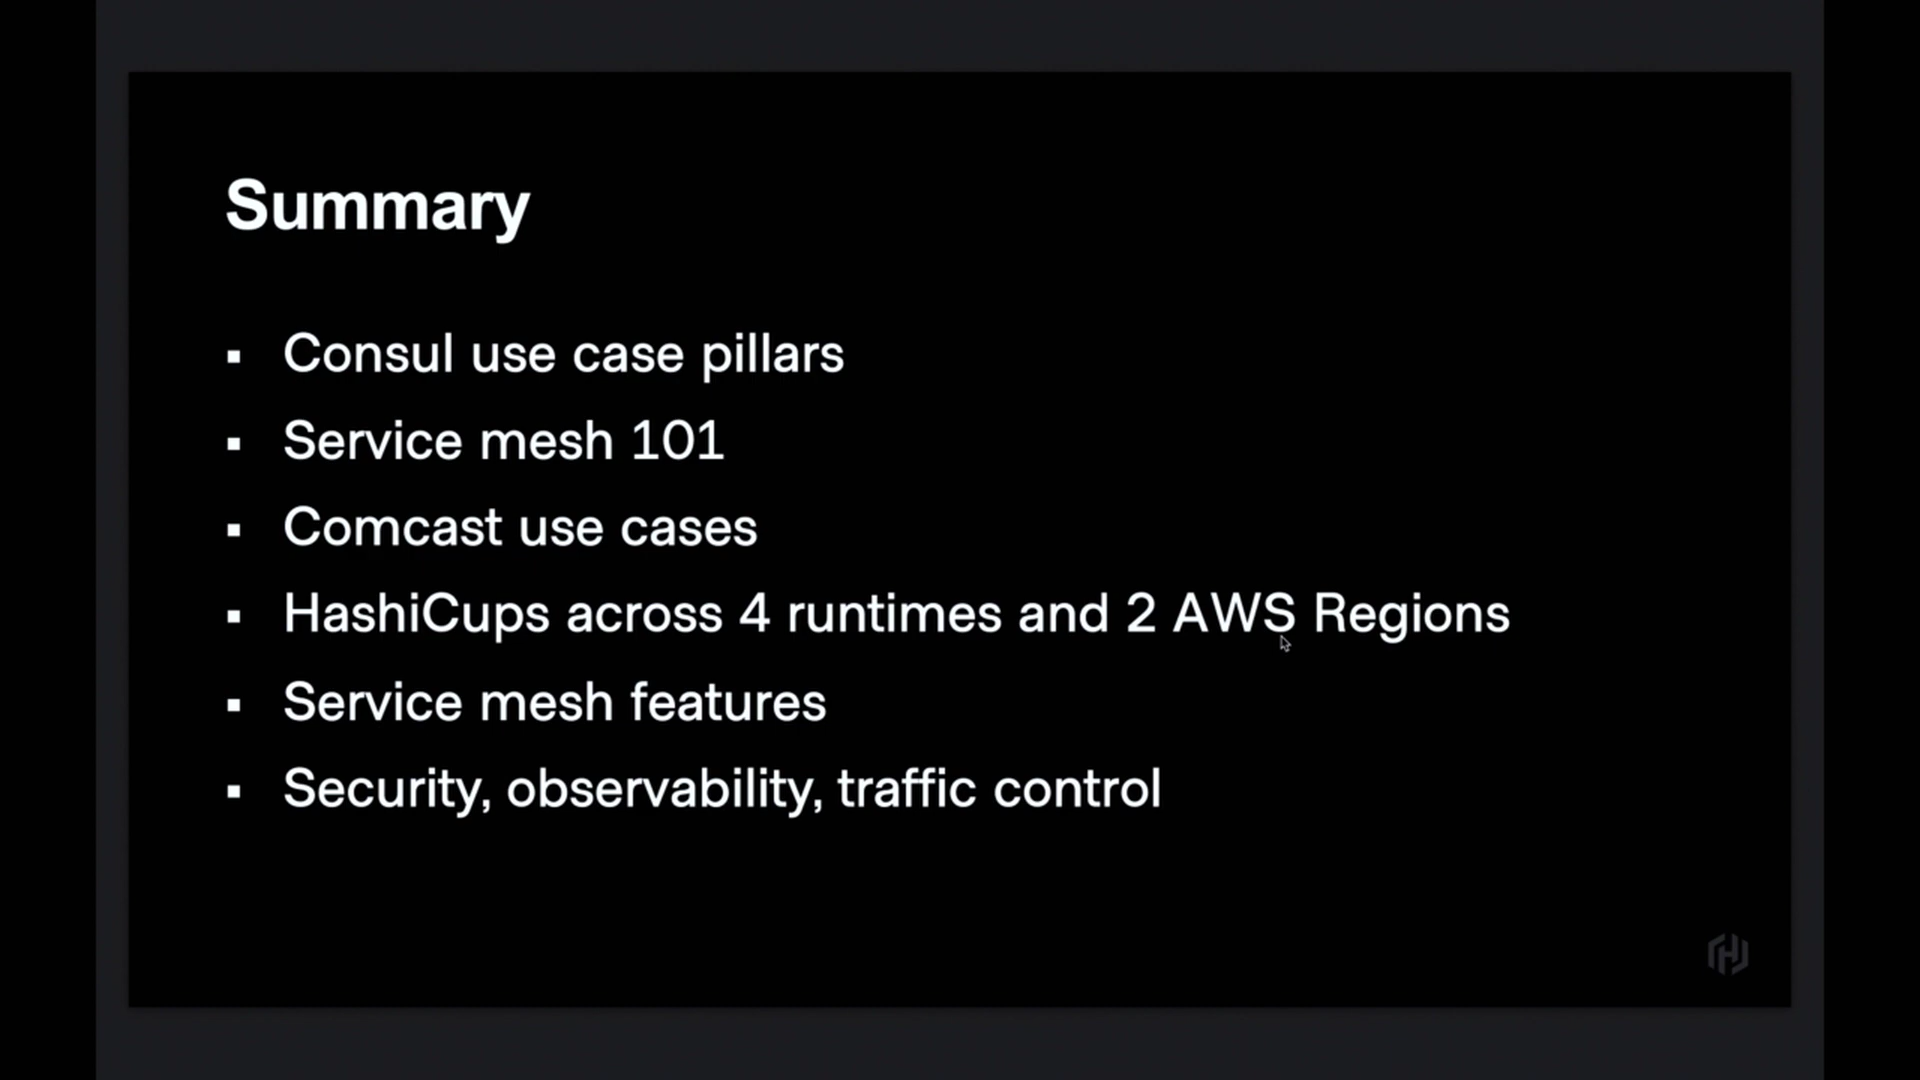 Summary
▪ Consul use case pillars
▪ Service mesh 101
▪ Comcast use cases
▪ HashiCups across 4 runtimes and 2 AWS Regions
▪ Service mesh features
▪ Security, observability, traffic control